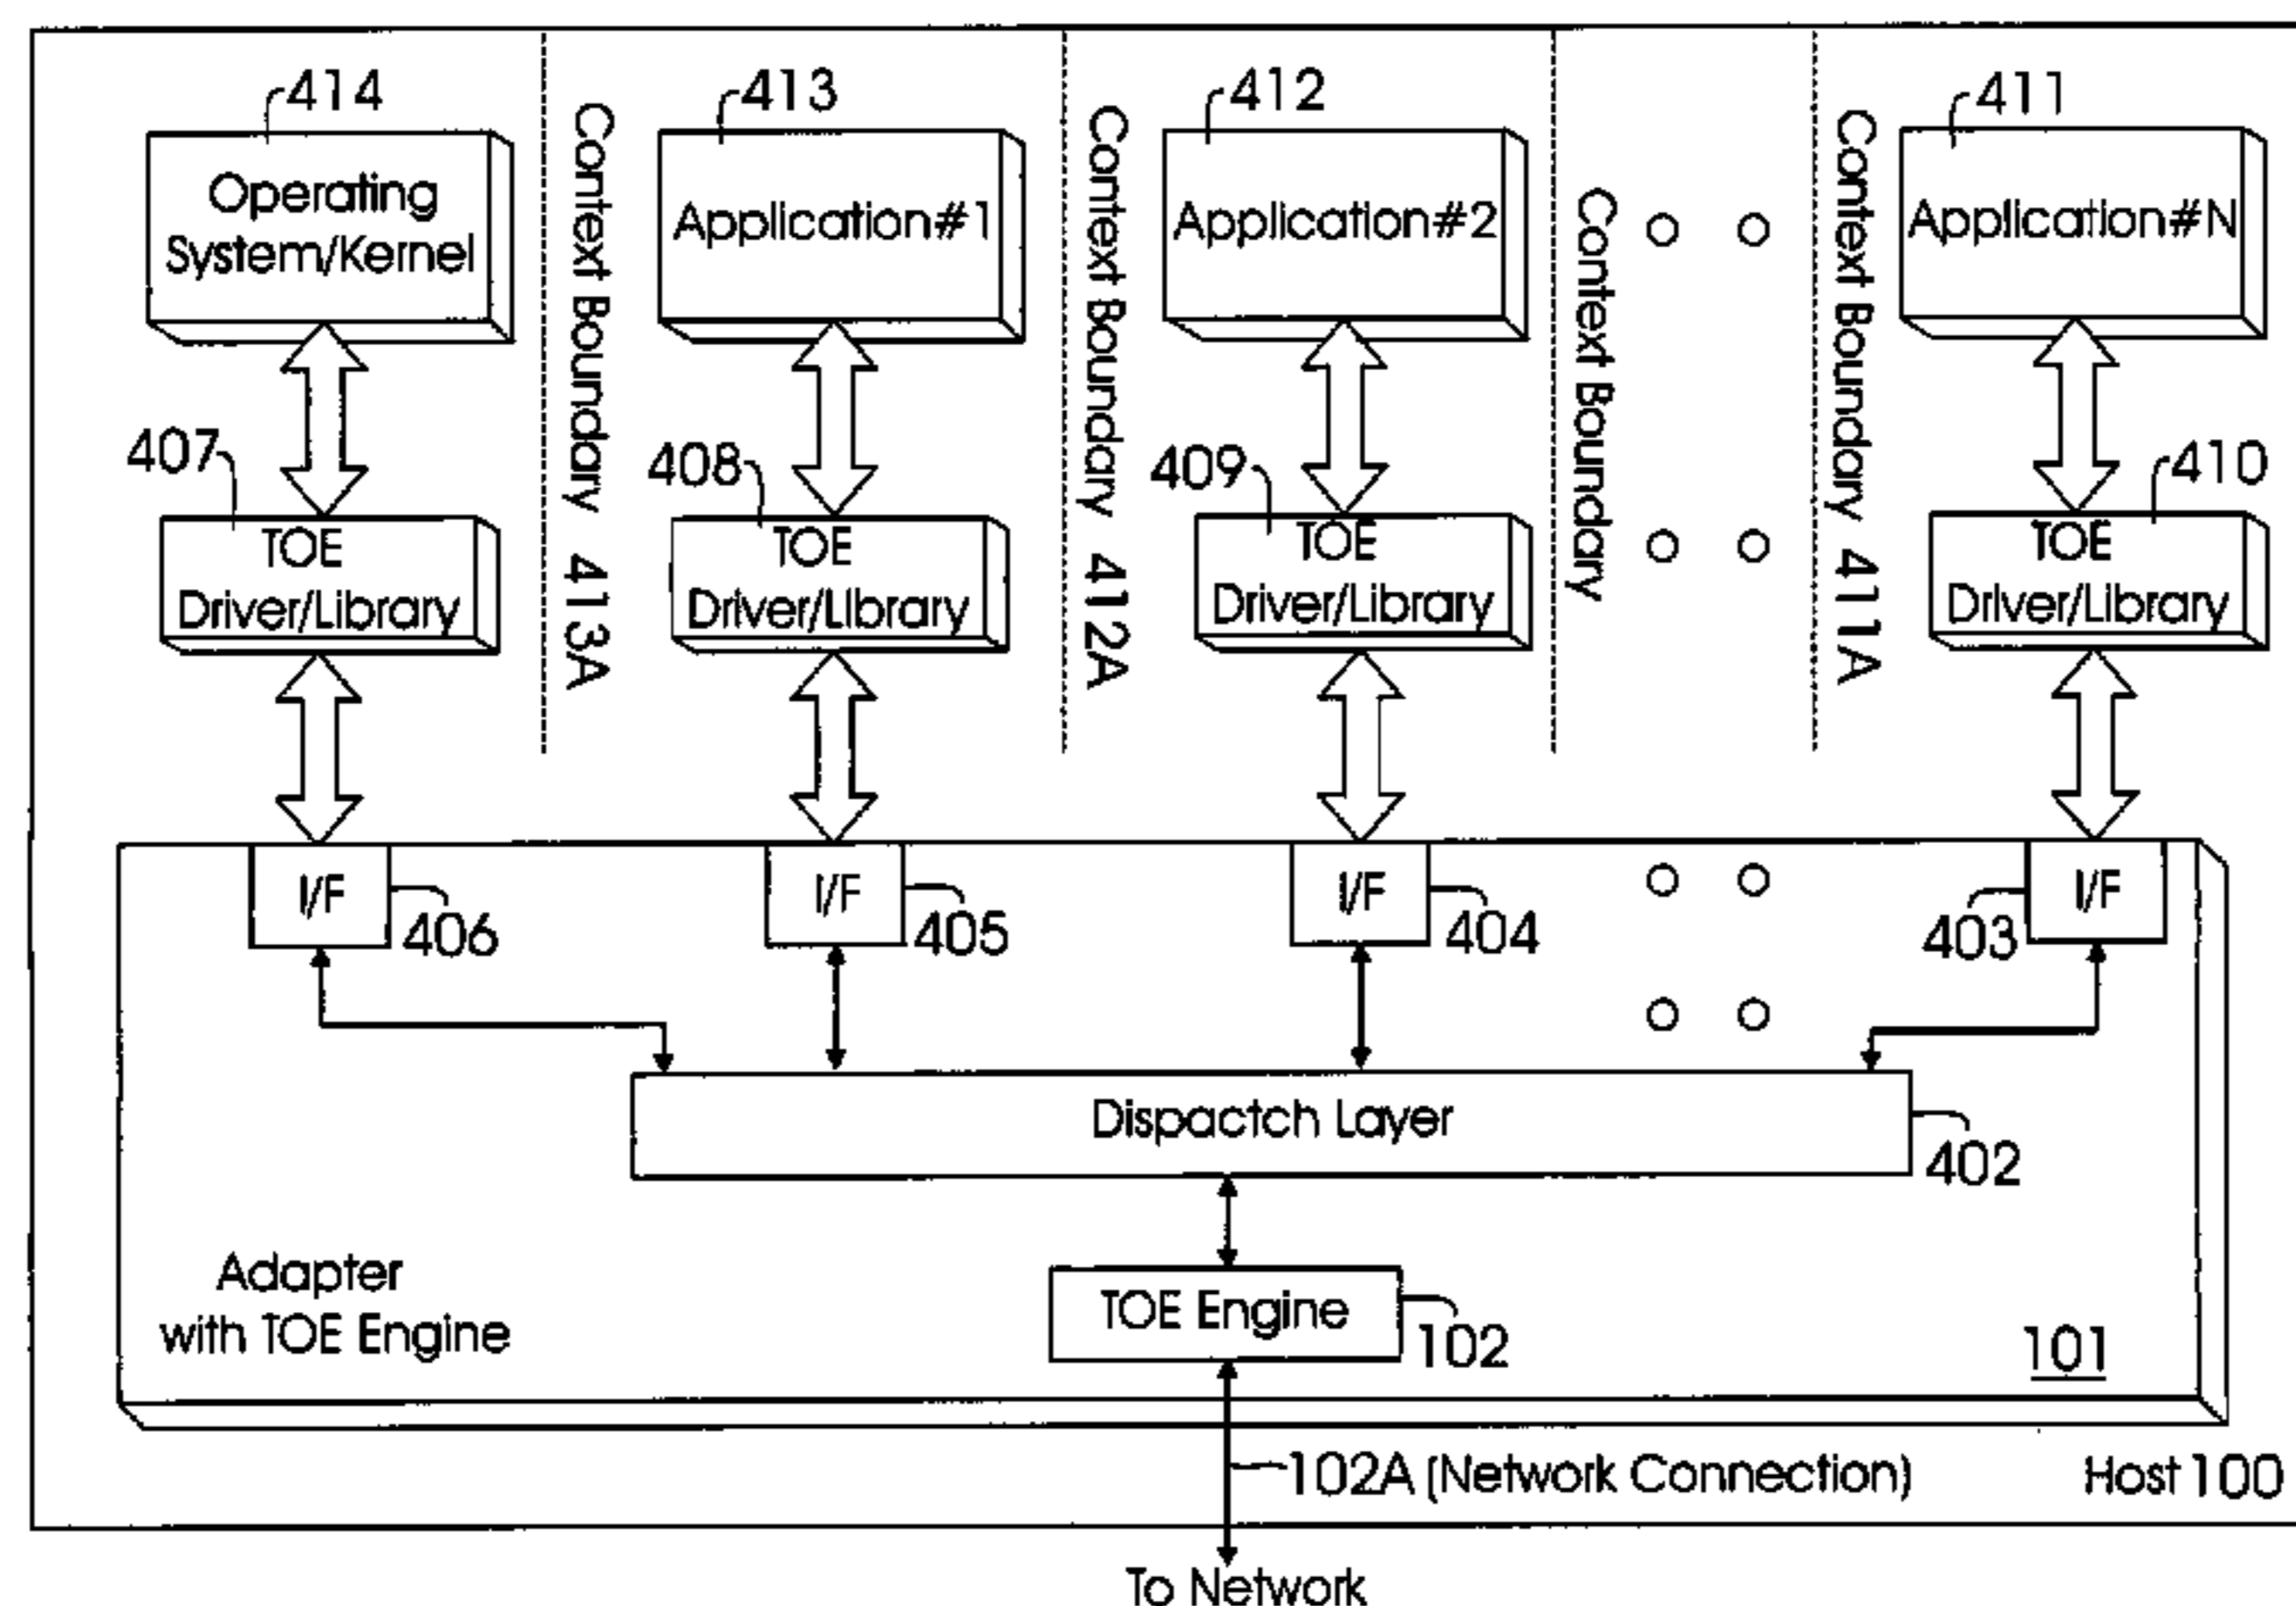 414
413
412
411
Operating
System/Kernel
Context Boundary 413A
Application#1
Context Boundary 412A
Application#2
Context Boundary
Context Boundary 411A
Application#N
407
408
409
410
TOE
Driver/Library
TOE
Driver/Library
TOE
Driver/Library
TOE
Driver/Library
I/F
406
I/F
405
I/F
404
403
I/F
Dispactch Layer
402
Adapter
with TOE Engine
TOE Engine
102
101
102A (Network Connection)
Host 100
To Network